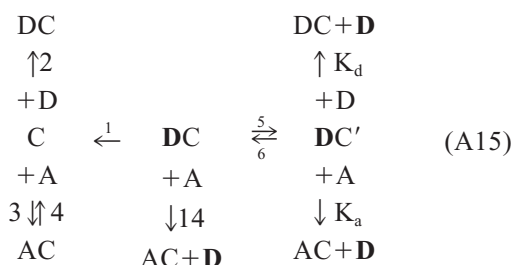 DC DC + D
↑2 ↑ K_d
+ D + D
C ←1 DC ⇌ 5 6 DC′ (A15)
+ A + A + A
3 ⇃↾ 4 ↓14 ↓ K_a
AC AC + D AC + D